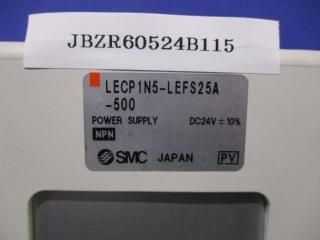 JBZR60524B115
LECP1N5-LEFS25A
-500
POWER SUPPLY DC24V ± 10%
NPN
SMC JAPAN PV